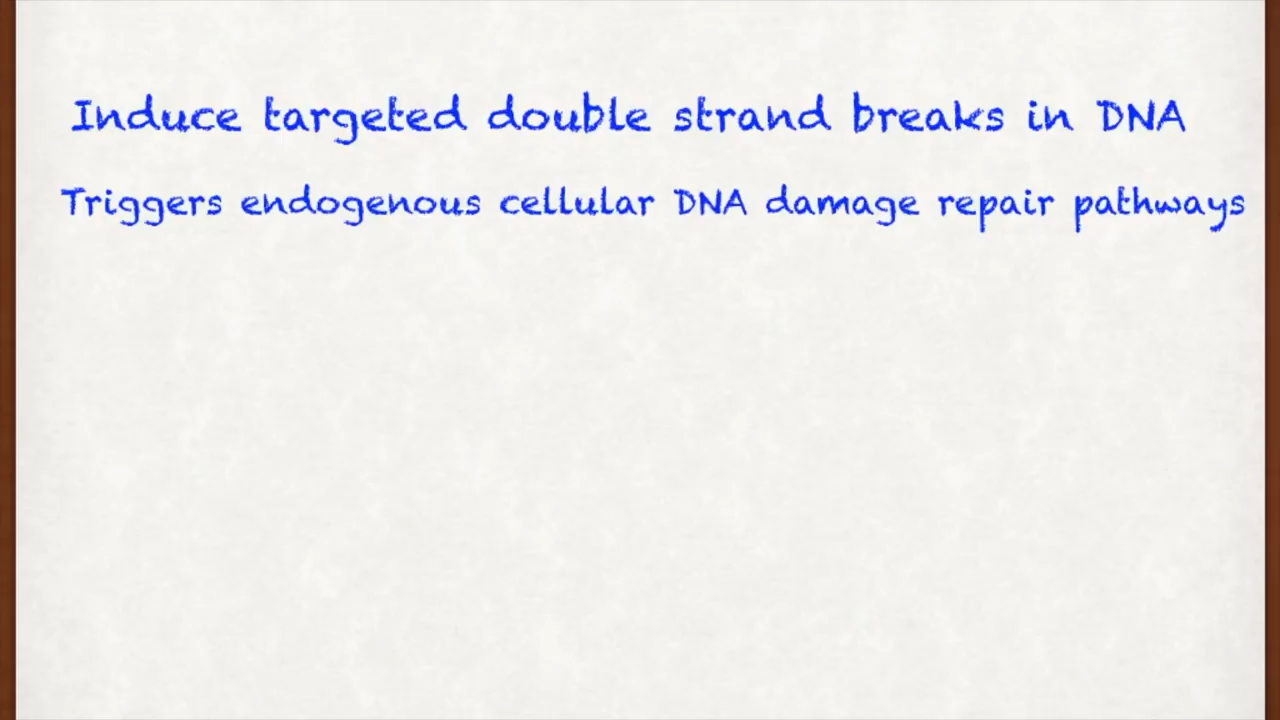 Induce targeted double strand breaks in DNA
Triggers endogenous cellular DNA damage repair pathways